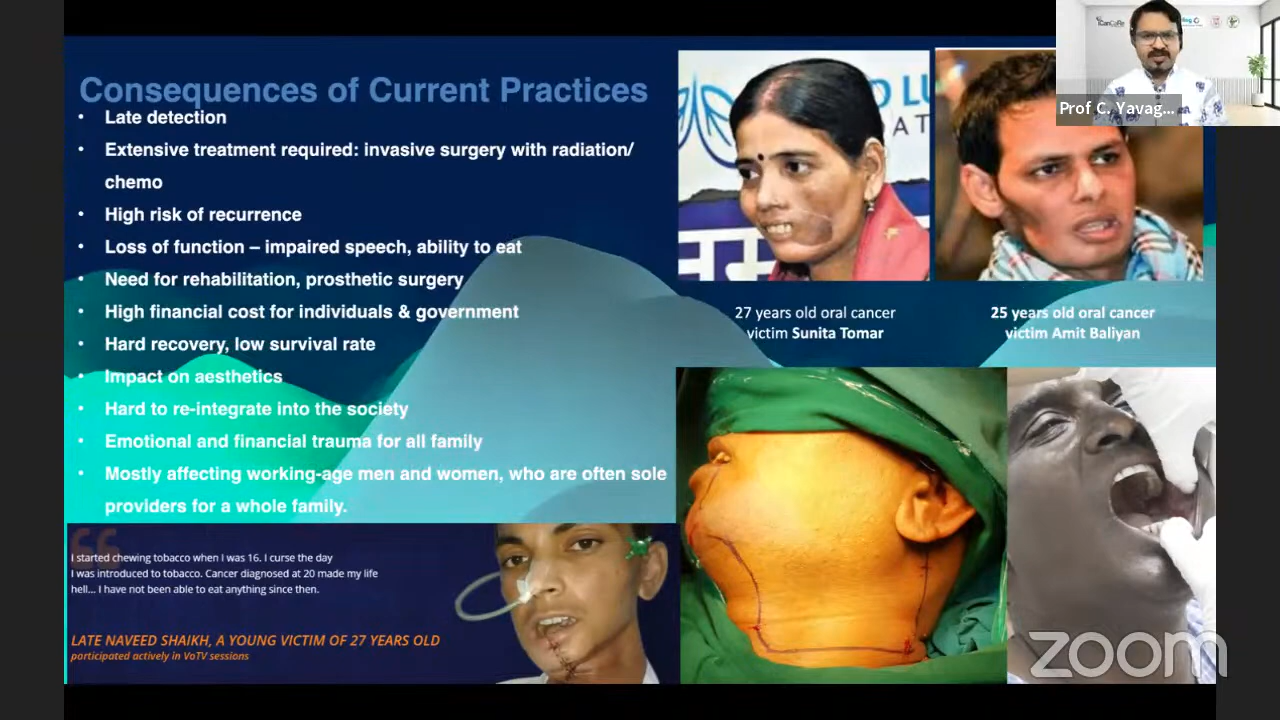 Consequences of Current Practices
• Late detection
• Extensive treatment required: invasive surgery with radiation/
chemo
• High risk of recurrence
• Loss of function – impaired speech, ability to eat
• Need for rehabilitation, prosthetic surgery
• High financial cost for individuals & government
• Hard recovery, low survival rate
• Impact on aesthetics
• Hard to re-integrate into the society
• Emotional and financial trauma for all family
• Mostly affecting working-age men and women, who are often sole
providers for a whole family.
I started chewing tobacco when I was 16. I curse the day
I was introduced to tobacco. Cancer diagnosed at 20 made my life
hell... I have not been able to eat anything since then.
LATE NAVEED SHAIKH, A YOUNG VICTIM OF 27 YEARS OLD
participated actively in VoTV sessions
27 years old oral cancer
victim Sunita Tomar
25 years old oral cancer
victim Amit Baliyan
iCanCaRe
Prof C. Yavag...
zoom